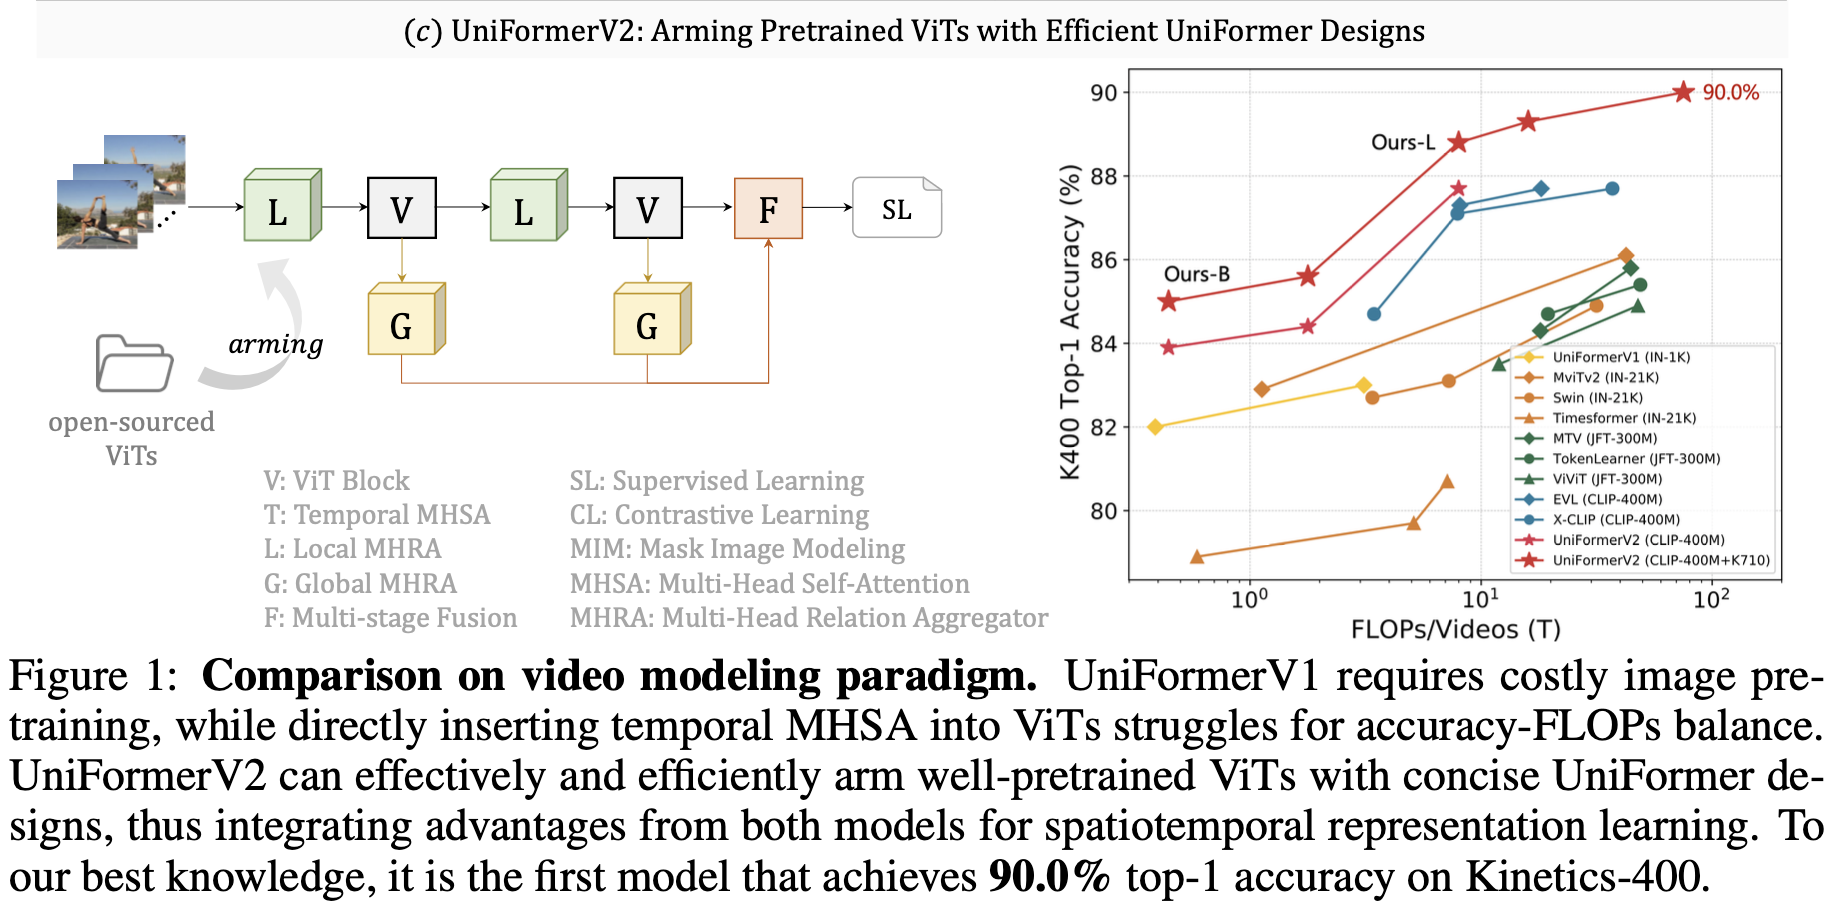 (c) UniFormerV2: Arming Pretrained ViTs with Efficient UniFormer Designs
L
V
L
V
F
SL
G
G
arming
open-sourced
ViTs
V: ViT Block
T: Temporal MHSA
L: Local MHRA
G: Global MHRA
F: Multi-stage Fusion
SL: Supervised Learning
CL: Contrastive Learning
MIM: Mask Image Modeling
MHSA: Multi-Head Self-Attention
MHRA: Multi-Head Relation Aggregator
K400 Top-1 Accuracy (%)
90
88
86
84
82
80
90.0%
Ours-L
Ours-B
UniFormerV1 (IN-1K)
MviTv2 (IN-21K)
Swin (IN-21K)
Timesformer (IN-21K)
MTV (JFT-300M)
TokenLearner (JFT-300M)
ViViT (JFT-300M)
EVL (CLIP-400M)
X-CLIP (CLIP-400M)
UniFormerV2 (CLIP-400M)
UniFormerV2 (CLIP-400M+K710)
10⁰ 10¹ 10²
FLOPs/Videos (T)
Figure 1: Comparison on video modeling paradigm. UniFormerV1 requires costly image pre-
training, while directly inserting temporal MHSA into ViTs struggles for accuracy-FLOPs balance.
UniFormerV2 can effectively and efficiently arm well-pretrained ViTs with concise UniFormer de-
signs, thus integrating advantages from both models for spatiotemporal representation learning. To
our best knowledge, it is the first model that achieves 90.0% top-1 accuracy on Kinetics-400.